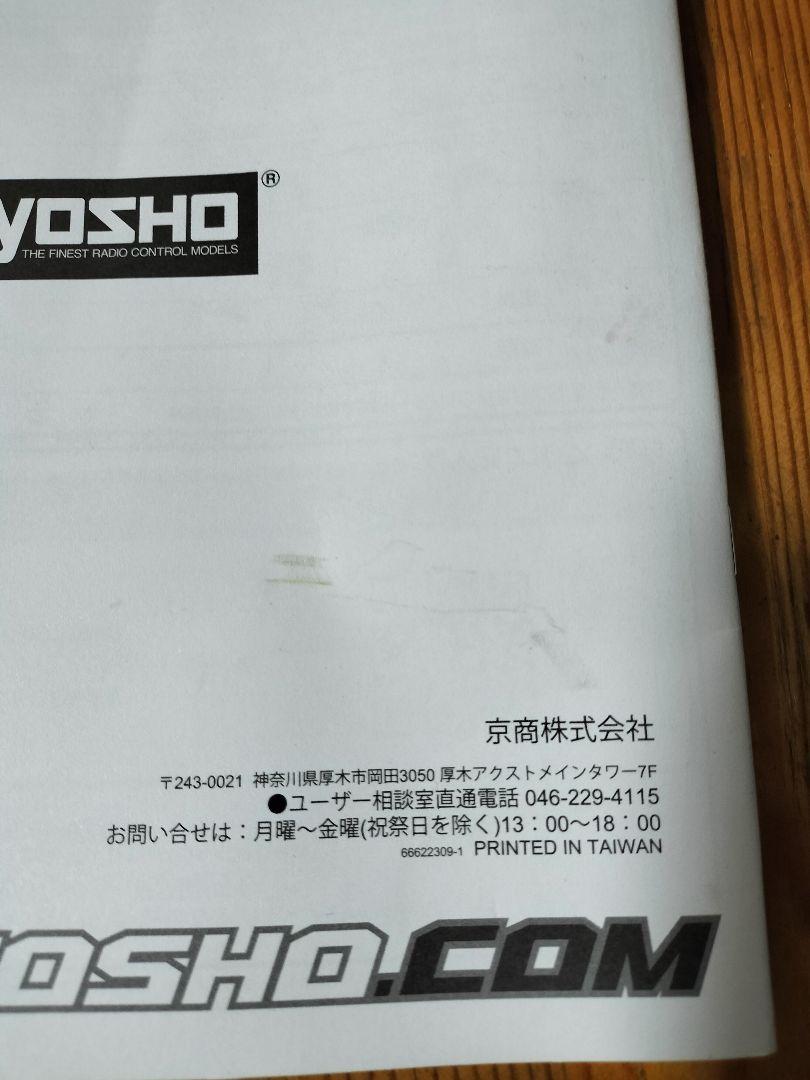 yOSHO®
THE FINEST RADIO CONTROL MODELS
京商株式会社
〒243-0021 神奈川県厚木市岡田3050 厚木アクストメインタワー7F
●ユーザー相談室直通電話 046-229-4115
お問い合せは：月曜〜金曜(祝祭日を除く)13：00〜18：00
66622309-1 PRINTED IN TAIWAN
YOSHO.COM